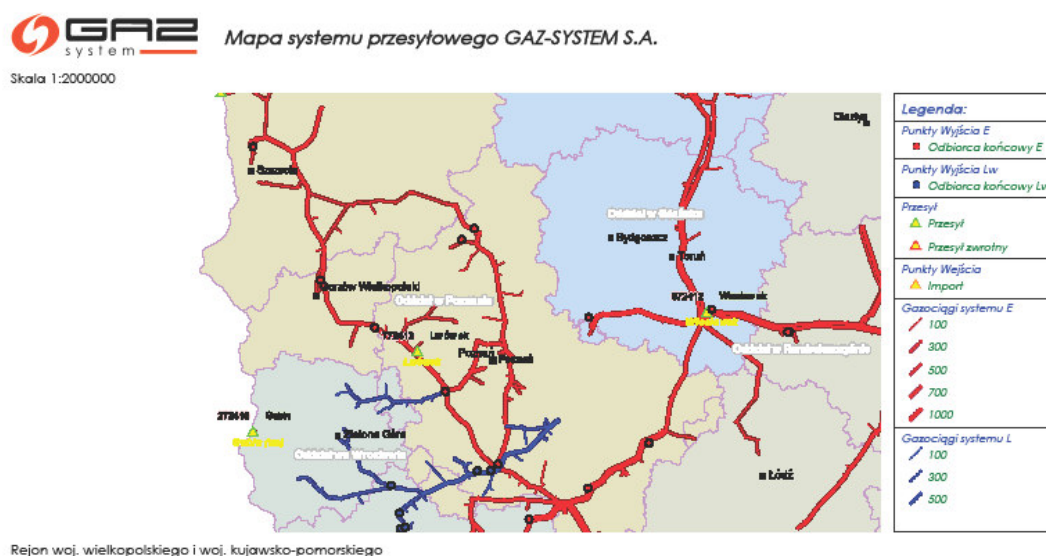 GAZ
system
Mapa systemu przesyłowego GAZ-SYSTEM S.A.
Skala 1:2000000
Szczecin
Gorzów Wielkopolski
Oddział w Poznaniu
Lwówek
Poznań
Poznań
Zielona Góra
Oddział we Wrocławiu
Oddział w Gdańsku
Bydgoszcz
Toruń
Łódź
Legenda:
Punkty Wyjścia E
Odbiorca końcowy E
Punkty Wyjścia Lw
Odbiorca końcowy Lw
Przesył
Przesył
Przesył zwrotny
Punkty Wejścia
Import
Gazociągi systemu E
100
300
500
700
1000
Gazociągi systemu L
100
300
500
Rejon woj. wielkopolskiego i woj. kujawsko-pomorskiego